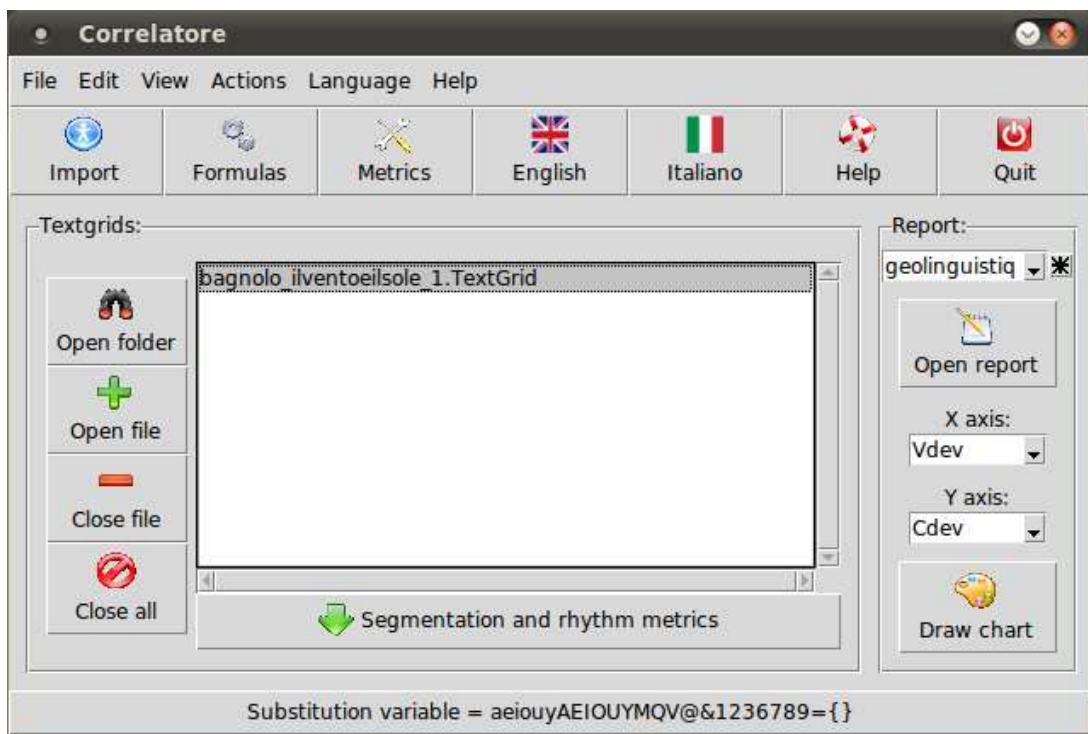 Correlatore
File Edit View Actions Language Help
Import Formulas Metrics English Italiano Help Quit
Textgrids:
bagnolo_ilventoeilsole_1.TextGrid
Open folder
Open file
Close file
Close all
Segmentation and rhythm metrics
Report:
geolinguistiq
Open report
X axis:
Vdev
Y axis:
Cdev
Draw chart
Substitution variable = aeiouyAEIOUYMQV@&1236789={}